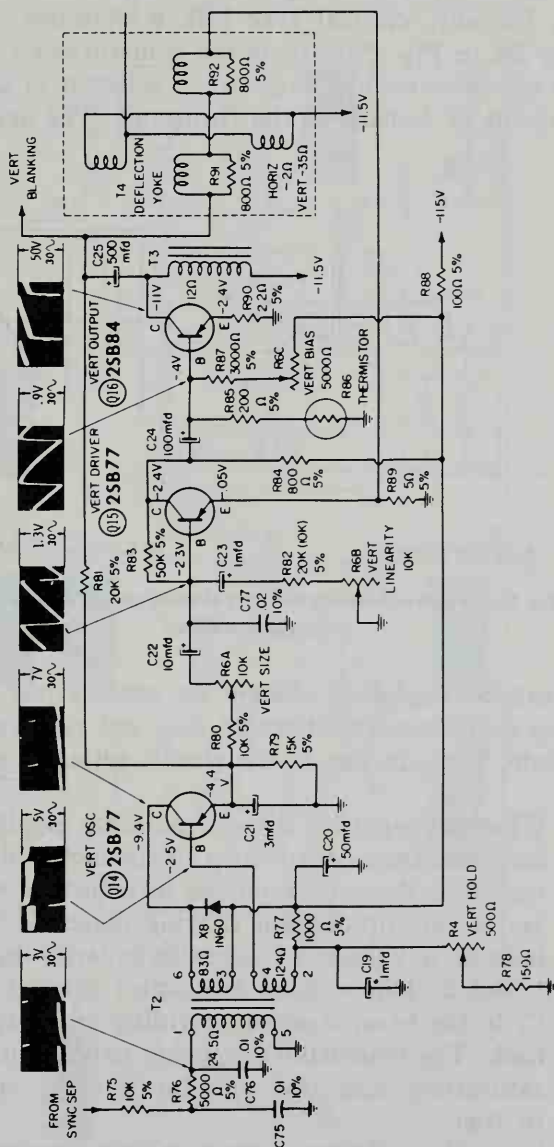 3V
30∿
5V
30∿
7V
30∿
1.3V
30∿
.9V
30∿
50V
30∿
VERT OSC
Q14 2SB77
VERT DRIVER
Q15 2SB77
VERT OUTPUT
Q16 2SB84
VERT
BLANKING
FROM
SYNC SEP
R75
10K
5%
R76
5000
Ω
5%
C76
.01
10%
C75
.01
10%
T2
1
24.5Ω
5
6
.83Ω
3
4
.124Ω
2
X8
1N60
-9.4V
C
-2.5V
B
-4.4
V
E
R77
1000
Ω
5%
C19
1mfd
R4
500Ω
VERT HOLD
R78
150Ω
C20
50mfd
C21
3mfd
R79
15K
5%
R80
10K 5%
R6A
10K
VERT SIZE
C22
10mfd
C77
.02
10%
R81
20K 5%
R83
50K 5%
-2.3V
B
-2.4V
C
-.05V
E
C23
1mfd
R82
20K (10K)
5%
R6B
VERT
LINEARITY
10K
R84
800
Ω
5%
R89
5Ω
5%
C24
100mfd
R85
200
Ω
5%
R86
THERMISTOR
R87
3000Ω
5%
R6C
VERT BIAS
5000Ω
-.4V
B
-11V
C
-2.4V
E
12Ω
R90
2.2Ω
5%
C25
500
mfd
T3
-11.5V
R88
100Ω 5%
-11.5V
T4
DEFLECTION
YOKE
R91
800Ω 5%
R92
800Ω
5%
HORIZ
-2Ω
VERT-35Ω
-11.5V